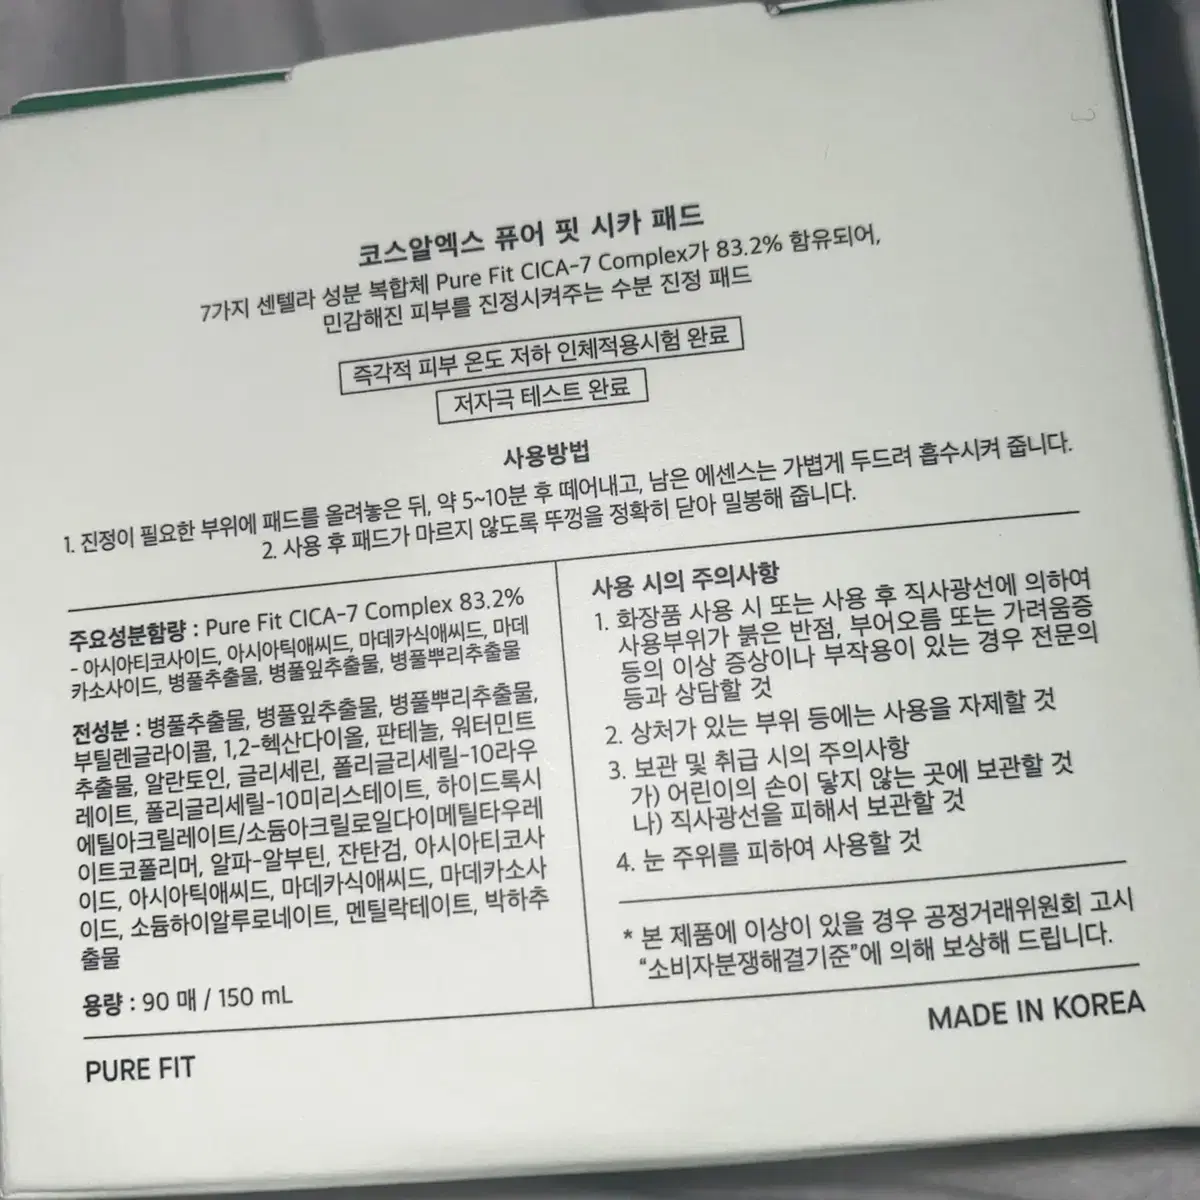 코스알엑스 퓨어 핏 시카 패드
7가지 센텔라 성분 복합체 Pure Fit CICA-7 Complex가 83.2% 함유되어,
민감해진 피부를 진정시켜주는 수분 진정 패드
즉각적 피부 온도 저하 인체적용시험 완료
저자극 테스트 완료
사용방법
1. 진정이 필요한 부위에 패드를 올려놓은 뒤, 약 5~10분 후 떼어내고, 남은 에센스는 가볍게 두드려 흡수시켜 줍니다.
2. 사용 후 패드가 마르지 않도록 뚜껑을 정확히 닫아 밀봉해 줍니다.
주요성분함량 : Pure Fit CICA-7 Complex 83.2%
- 아시아티코사이드, 아시아틱애씨드, 마데카식애씨드, 마데
카소사이드, 병풀추출물, 병풀잎추출물, 병풀뿌리추출물
전성분 : 병풀추출물, 병풀잎추출물, 병풀뿌리추출물,
부틸렌글라이콜, 1,2-헥산다이올, 판테놀, 워터민트
추출물, 알란토인, 글리세린, 폴리글리세릴-10라우
레이트, 폴리글리세릴-10미리스테이트, 하이드록시
에틸아크릴레이트/소듐아크릴로일다이메틸타우레
이트코폴리머, 알파-알부틴, 잔탄검, 아시아티코사
이드, 아시아틱애씨드, 마데카식애씨드, 마데카소사
이드, 소듐하이알루로네이트, 멘틸락테이트, 박하추
출물
용량 : 90 매 / 150 mL
사용 시의 주의사항
1. 화장품 사용 시 또는 사용 후 직사광선에 의하여
사용부위가 붉은 반점, 부어오름 또는 가려움증
등의 이상 증상이나 부작용이 있는 경우 전문의
등과 상담할 것
2. 상처가 있는 부위 등에는 사용을 자제할 것
3. 보관 및 취급 시의 주의사항
가) 어린이의 손이 닿지 않는 곳에 보관할 것
나) 직사광선을 피해서 보관할 것
4. 눈 주위를 피하여 사용할 것
* 본 제품에 이상이 있을 경우 공정거래위원회 고시
“소비자분쟁해결기준”에 의해 보상해 드립니다.
PURE FIT
MADE IN KOREA